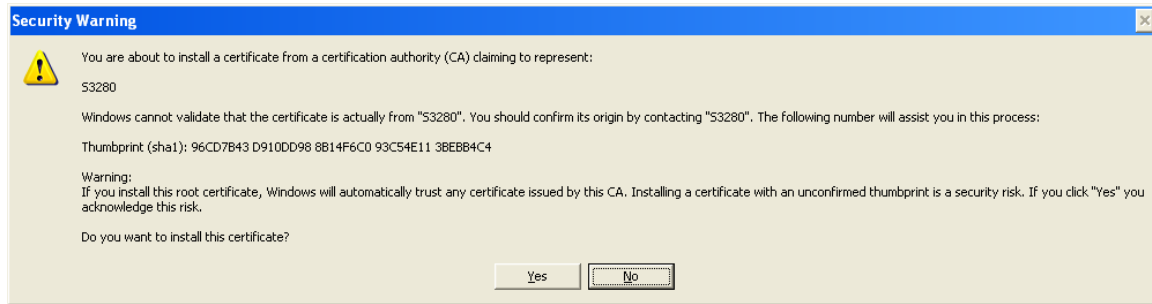 Security Warning
You are about to install a certificate from a certification authority (CA) claiming to represent:
S3280
Windows cannot validate that the certificate is actually from "S3280". You should confirm its origin by contacting "S3280". The following number will assist you in this process:
Thumbprint (sha1): 96CD7B43 D910DD98 8B14F6C0 93C54E11 3BEBB4C4
Warning:
If you install this root certificate, Windows will automatically trust any certificate issued by this CA. Installing a certificate with an unconfirmed thumbprint is a security risk. If you click "Yes" you
acknowledge this risk.
Do you want to install this certificate?
Yes No